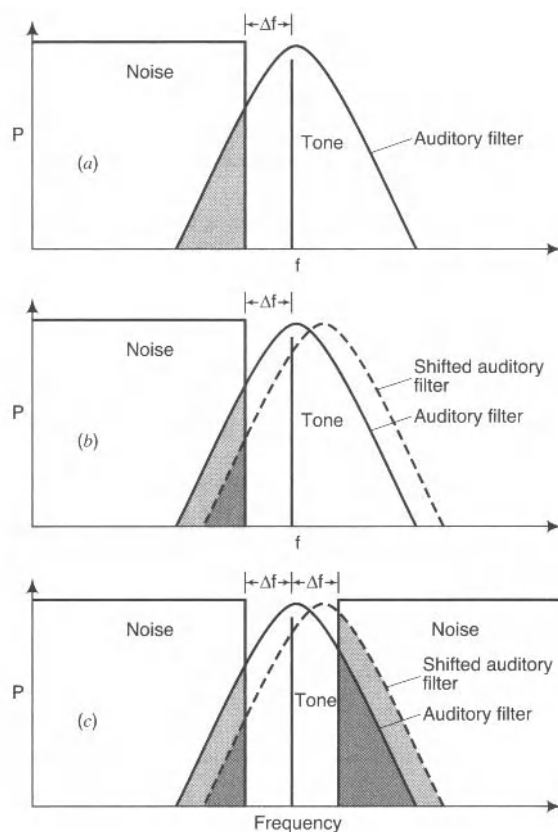 Δf
Noise
P
Tone
Auditory filter
(a)
f
Δf
Noise
Shifted auditory
filter
P
Tone
Auditory filter
(b)
f
Δf
Δf
Noise
Noise
Shifted auditory
filter
P
Tone
Auditory filter
(c)
Frequency